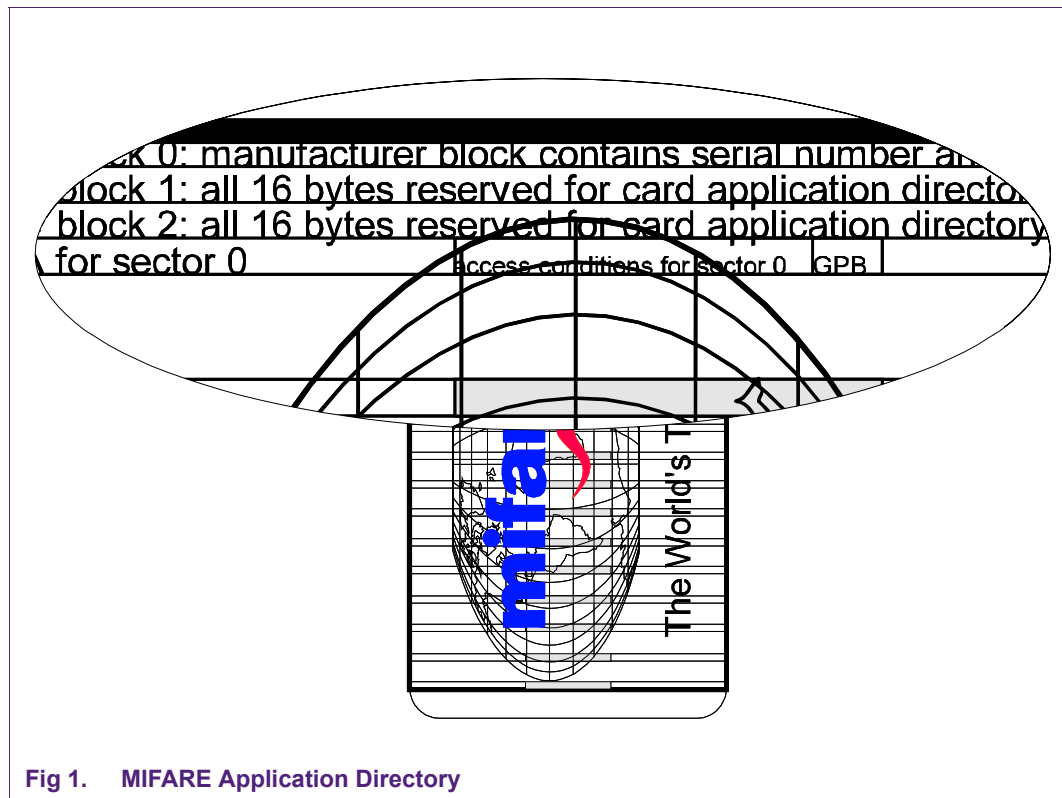 ck 0: manufacturer block contains serial number an
block 1: all 16 bytes reserved for card application directo
block 2: all 16 bytes reserved for card application directory
A for sector 0 access conditions for sector 0 GPB
mifar
The World's T
Fig 1. MIFARE Application Directory